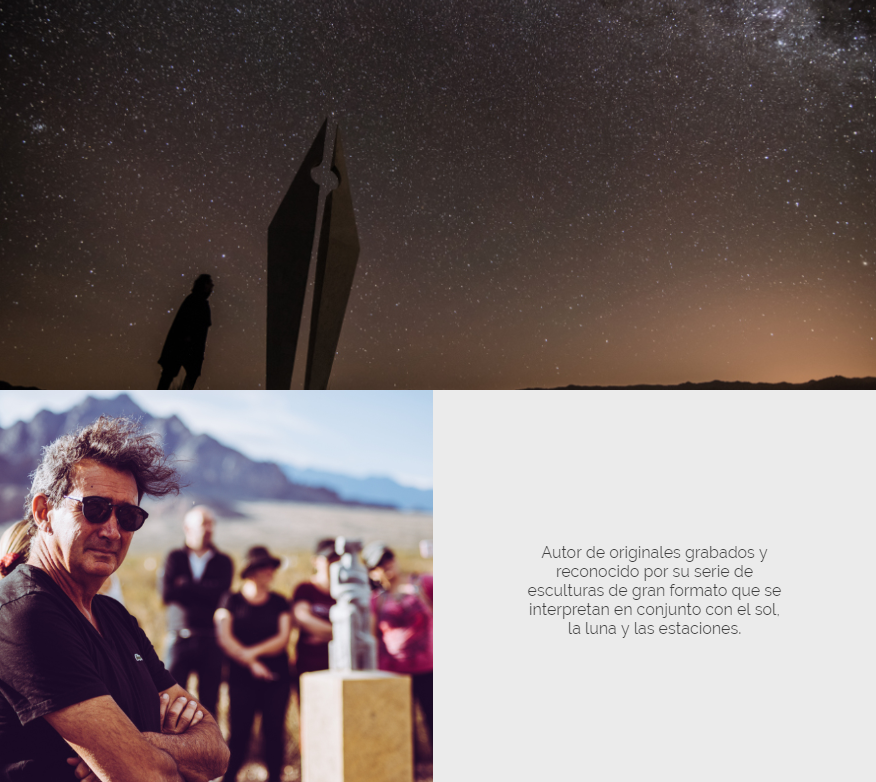 Autor de originales grabados y
reconocido por su serie de
esculturas de gran formato que se
interpretan en conjunto con el sol,
la luna y las estaciones.